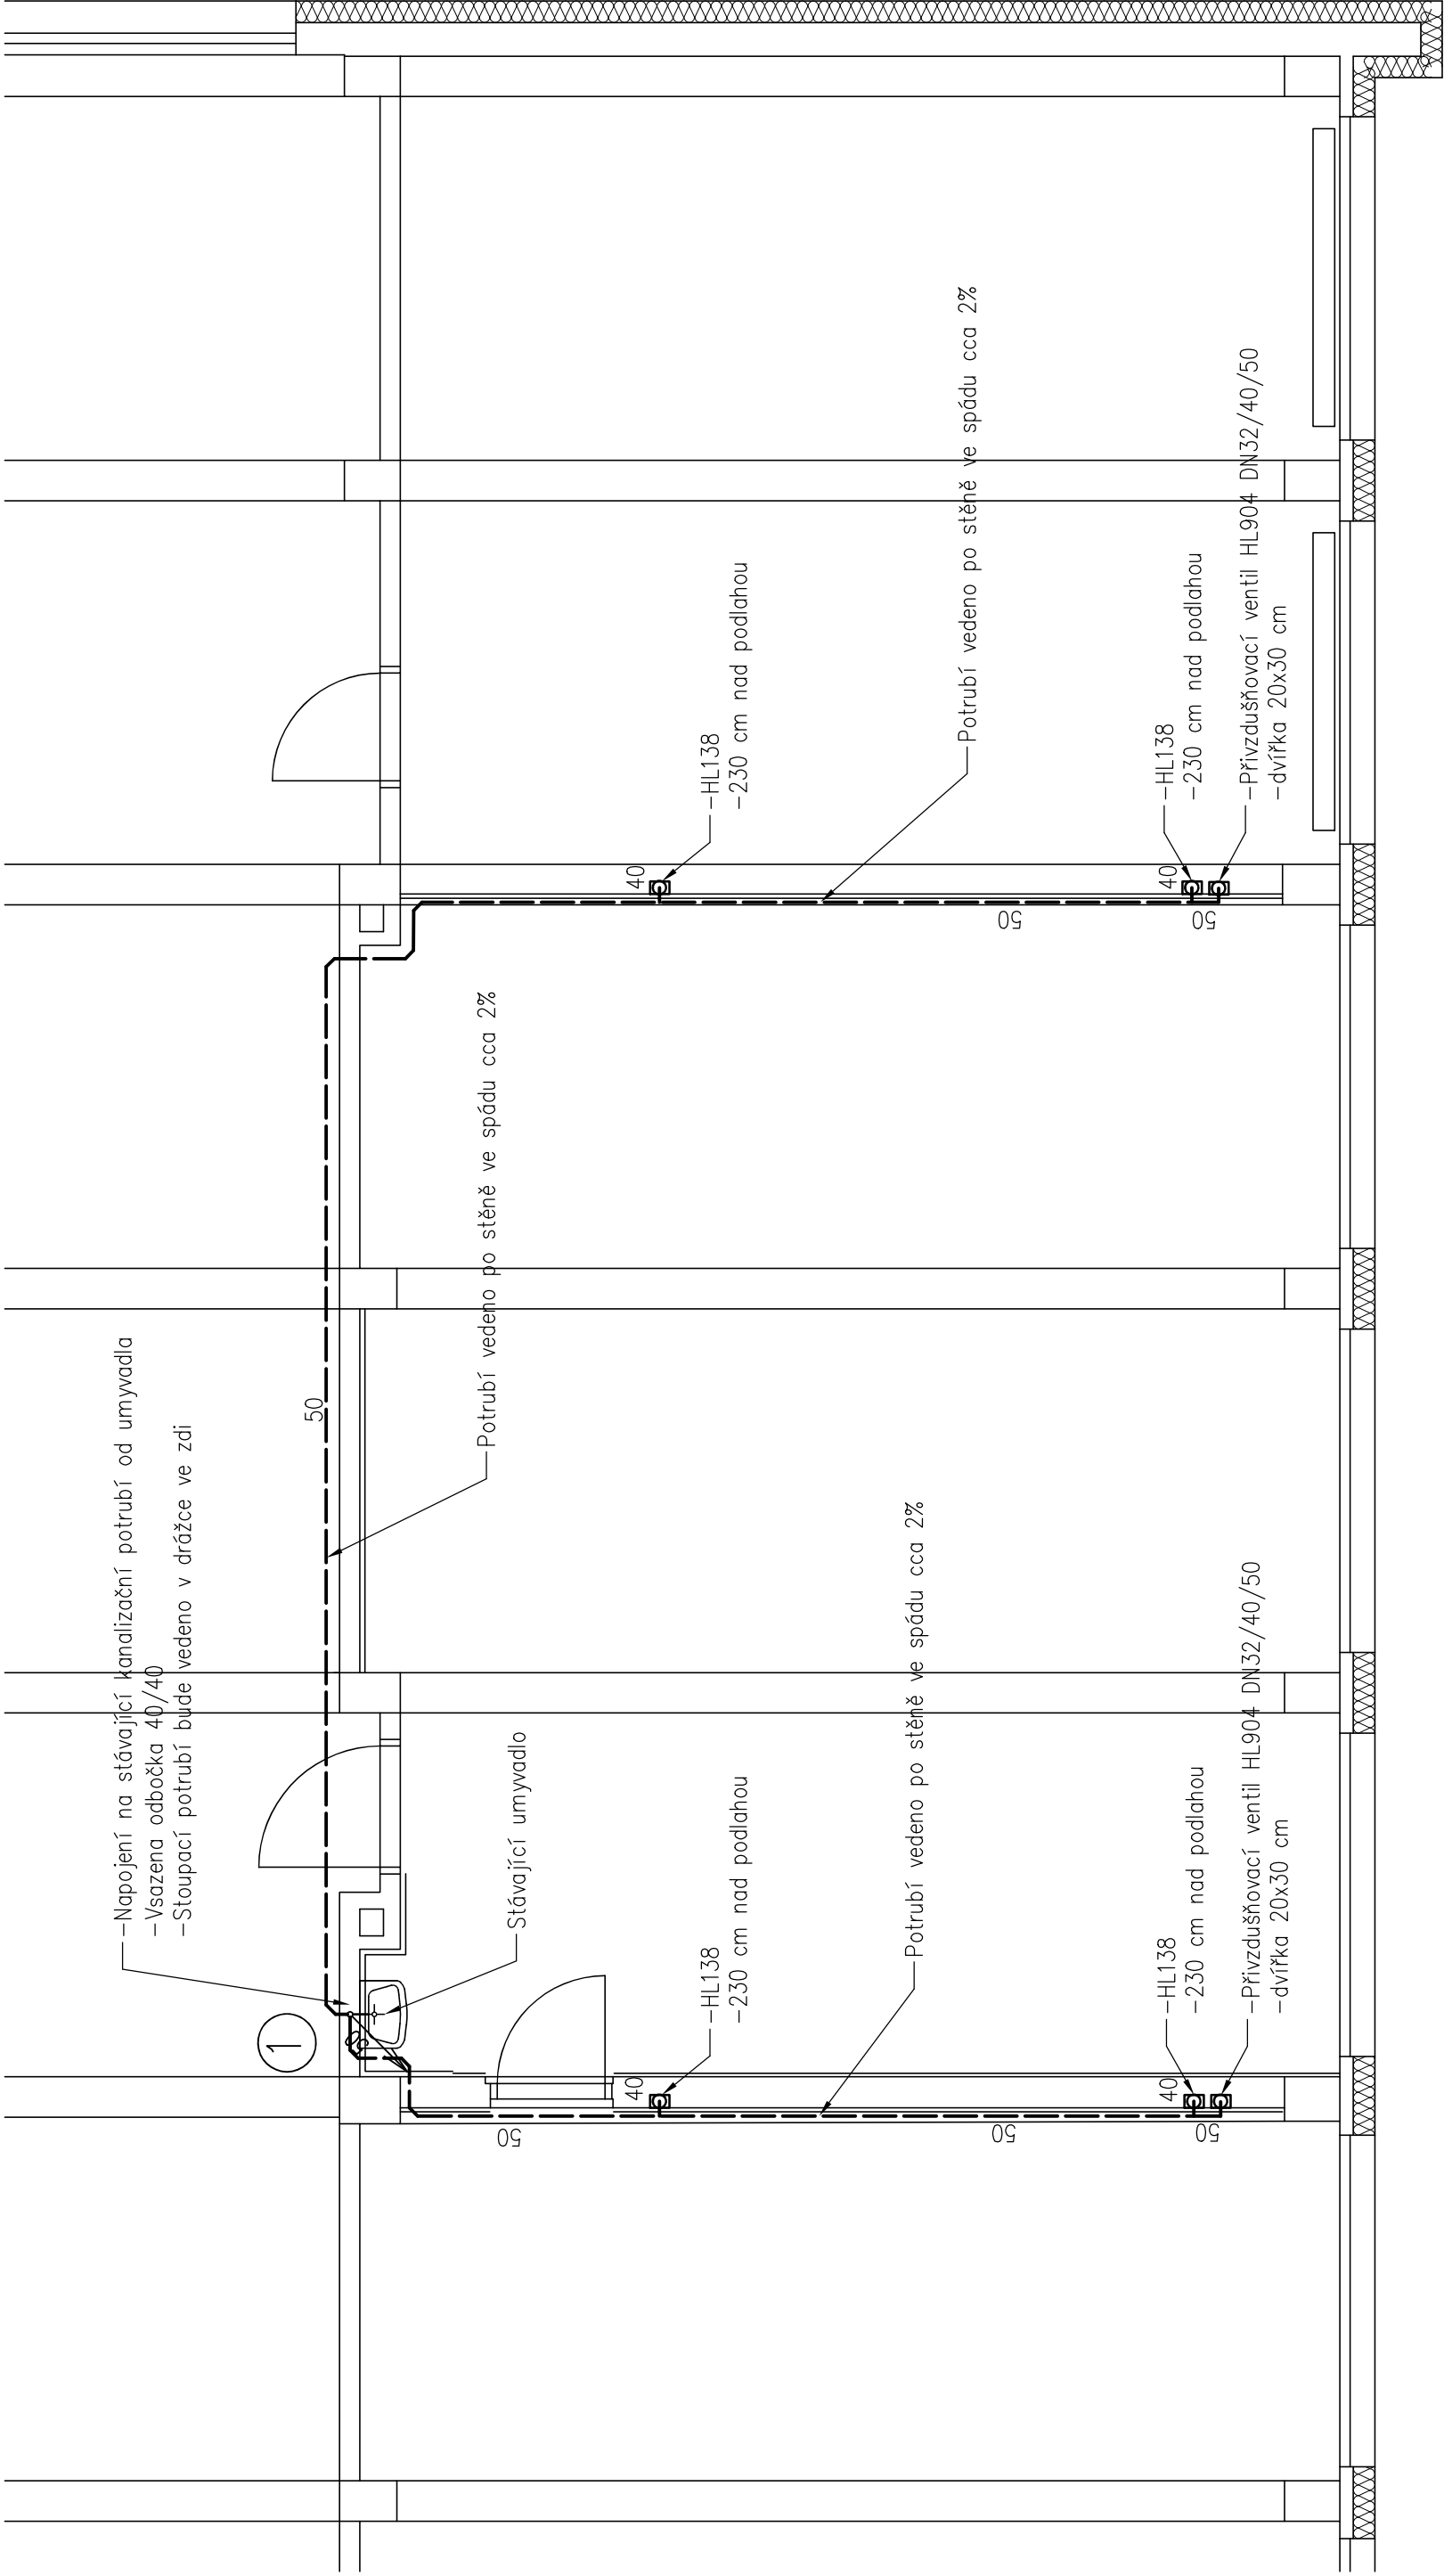 -Napojení na stávající kanalizační potrubí od umyvadla
-Vsazena odbočka 40/40
-Stoupací potrubí bude vedeno v drážce ve zdi
1
50
-Potrubí vedeno po stěně ve spádu cca 2%
-Stávající umyvadlo
50
40
-HL138
-230 cm nad podlahou
-Potrubí vedeno po stěně ve spádu cca 2%
50
40
-HL138
-230 cm nad podlahou
50
-Přivzdušňovací ventil HL904 DN32/40/50
-dvířka 20x30 cm
40
-HL138
-230 cm nad podlahou
-Potrubí vedeno po stěně ve spádu cca 2%
50
40
-HL138
-230 cm nad podlahou
50
-Přivzdušňovací ventil HL904 DN32/40/50
-dvířka 20x30 cm